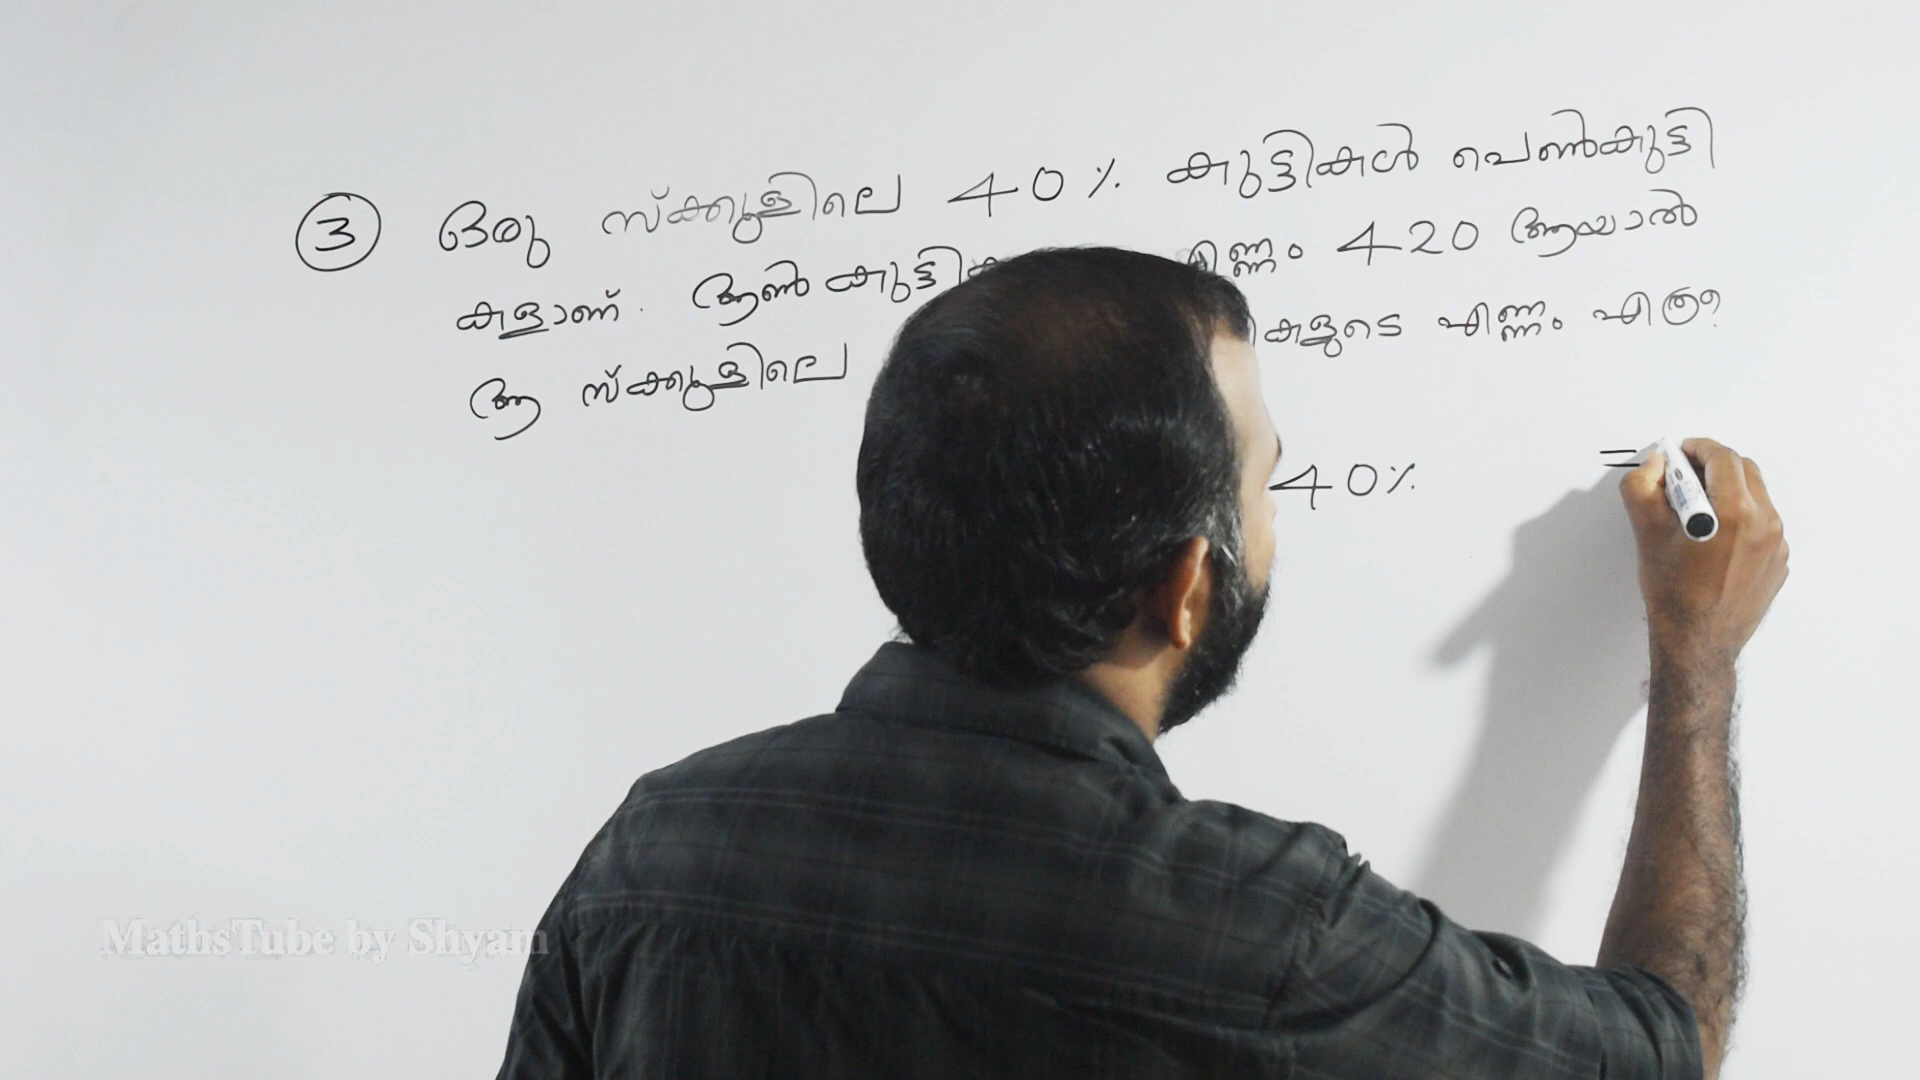 ③ ഒരു സ്ക്കൂളിലെ 40% കുട്ടികൾ പെൺകുട്ടി
കളാണ്. ആൺകുട്ടിക എണ്ണം 420 ആയാൽ
ആ സ്ക്കൂളിലെ കളുടെ എണ്ണം എത്ര?
40% =
MathsTube by Shyam